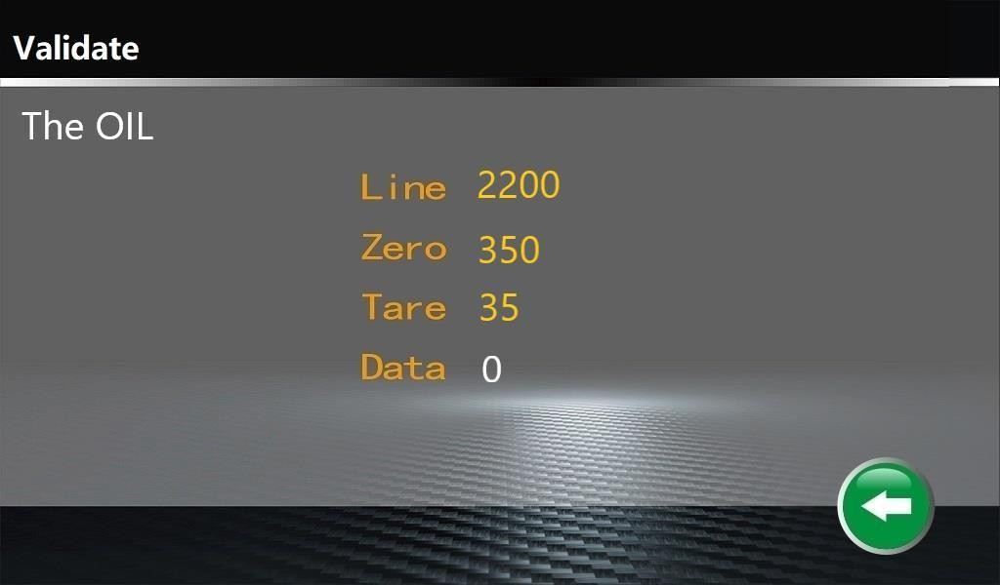 Validate
The OIL
Line 2200
Zero 350
Tare 35
Data 0